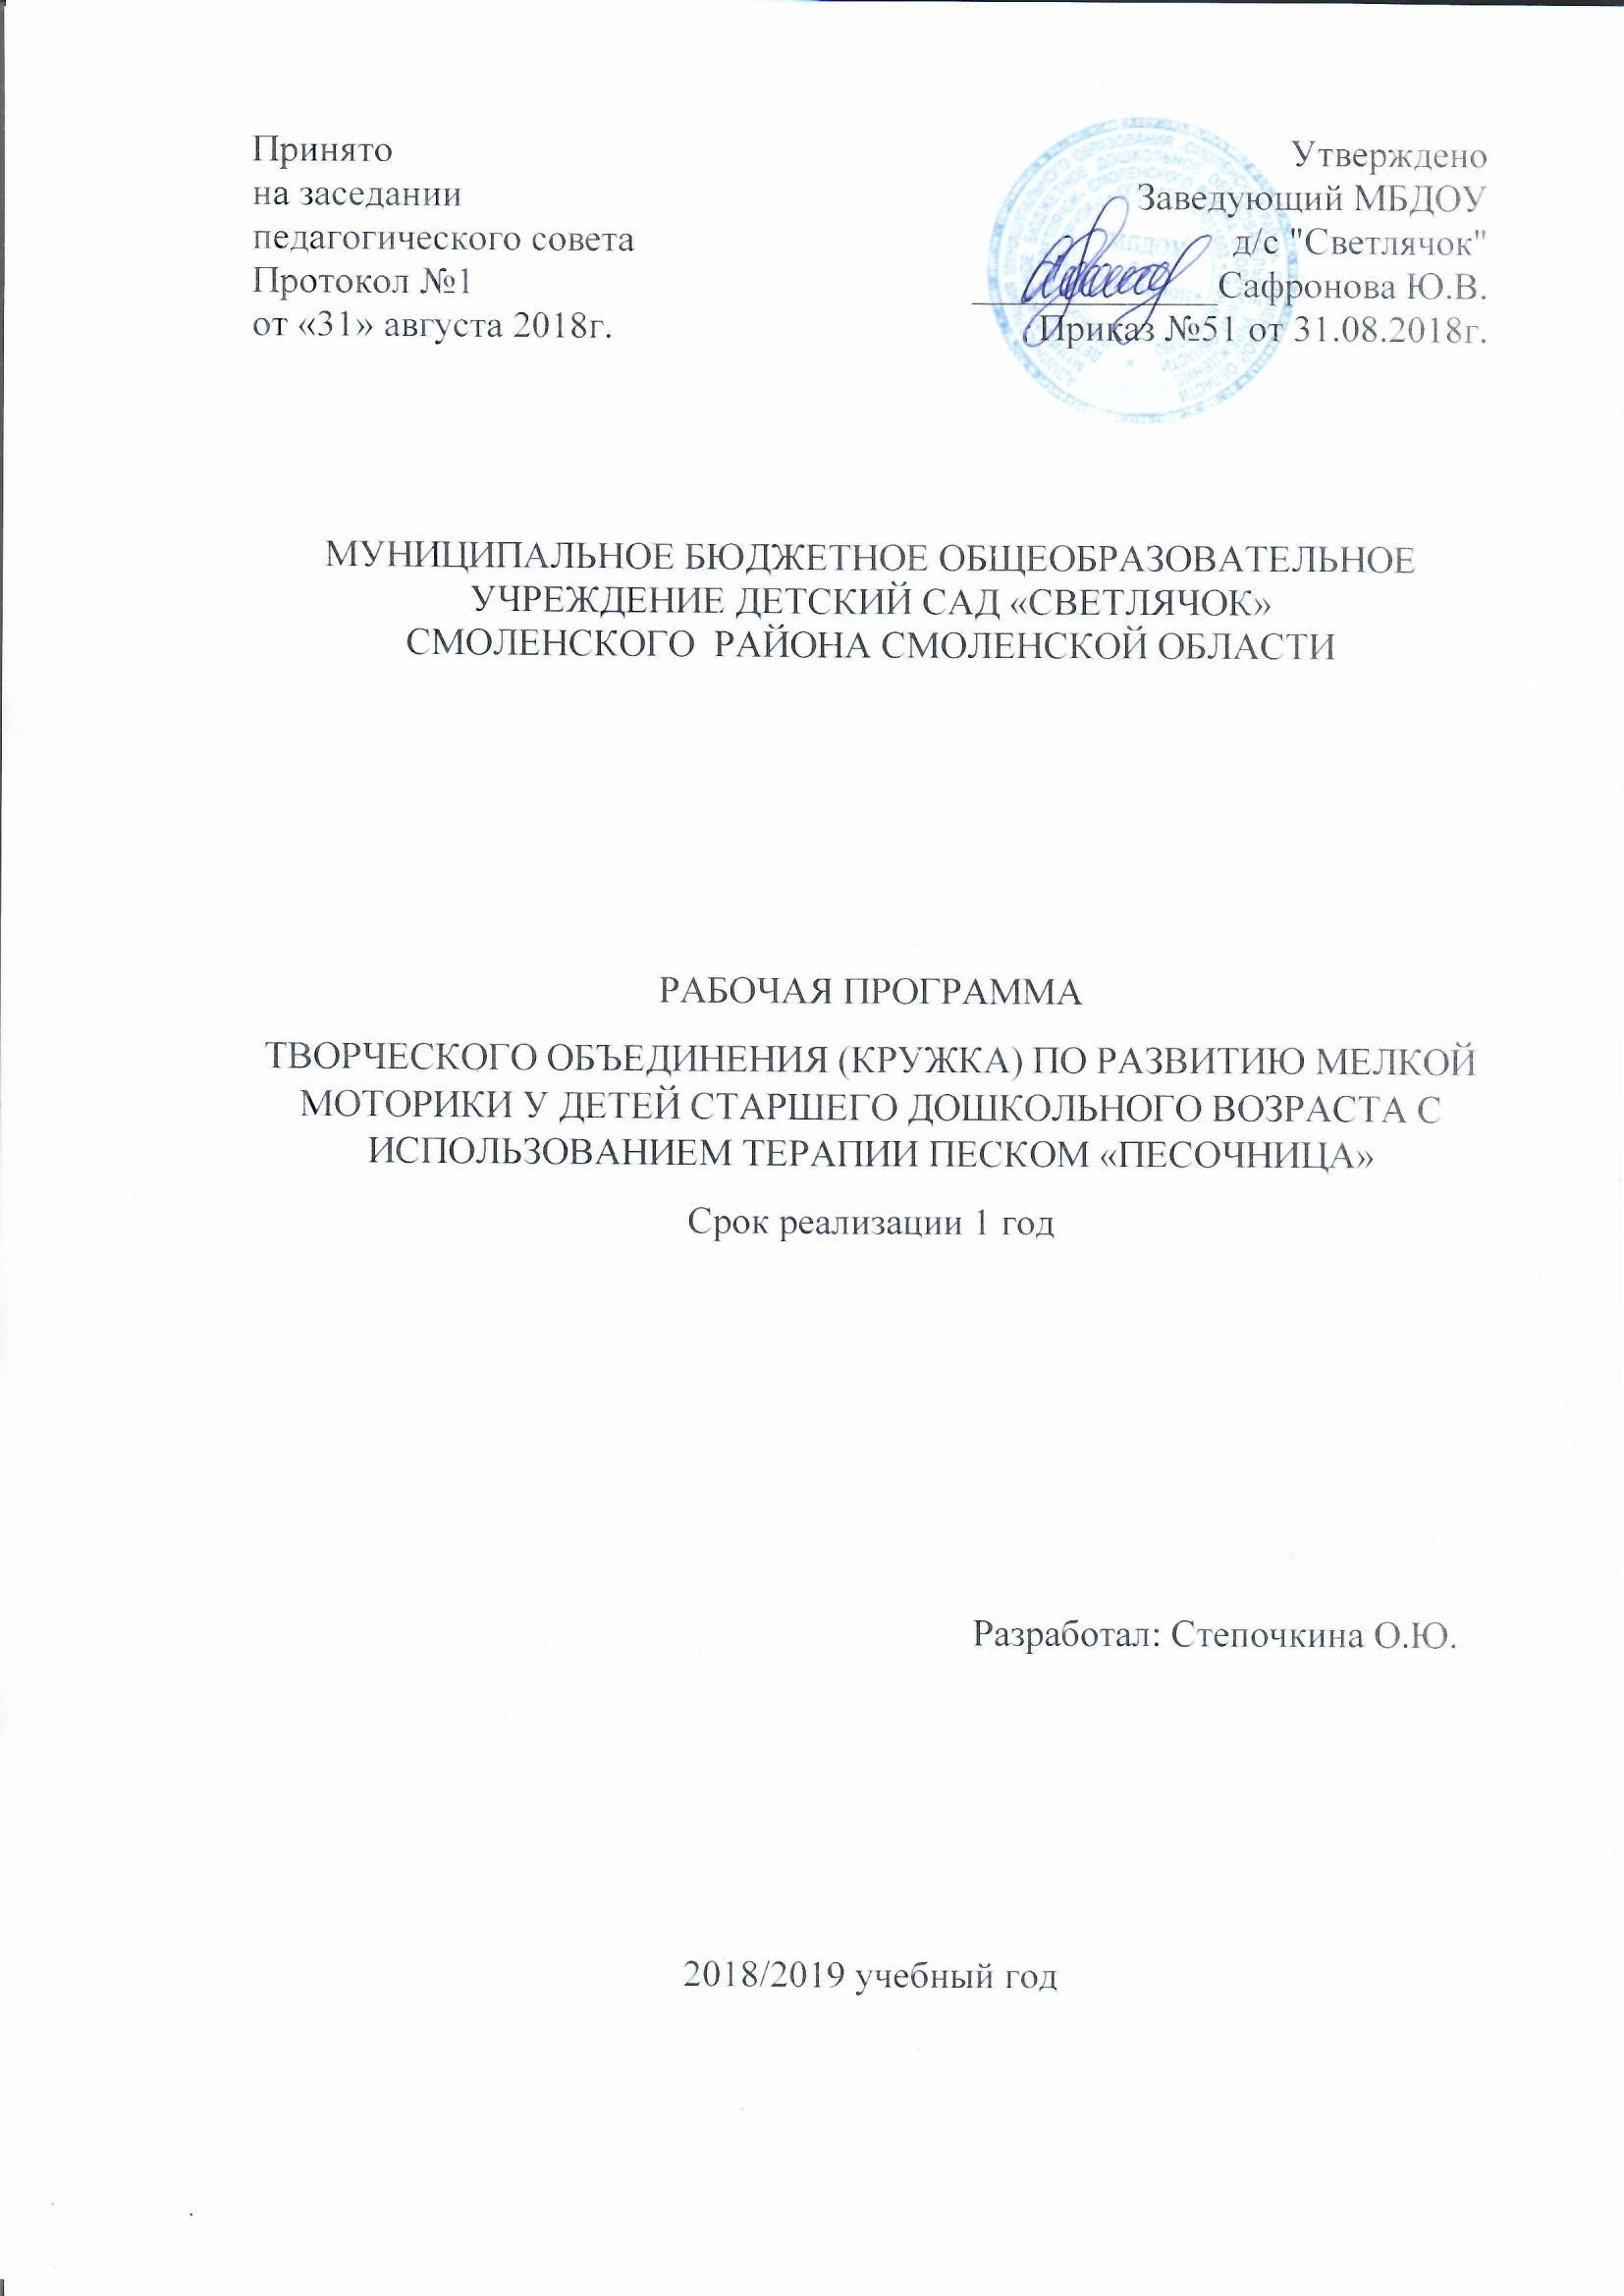 Принято
на заседании
педагогического совета
Протокол №1
от «31» августа 2018г.
Утверждено
Заведующий МБДОУ
д/с "Светлячок"
_____________Сафронова Ю.В.
Приказ №51 от 31.08.2018г.
МУНИЦИПАЛЬНОЕ БЮДЖЕТНОЕ ОБЩЕОБРАЗОВАТЕЛЬНОЕ
УЧРЕЖДЕНИЕ ДЕТСКИЙ САД «СВЕТЛЯЧОК»
СМОЛЕНСКОГО РАЙОНА СМОЛЕНСКОЙ ОБЛАСТИ
РАБОЧАЯ ПРОГРАММА
ТВОРЧЕСКОГО ОБЪЕДИНЕНИЯ (КРУЖКА) ПО РАЗВИТИЮ МЕЛКОЙ
МОТОРИКИ У ДЕТЕЙ СТАРШЕГО ДОШКОЛЬНОГО ВОЗРАСТА С
ИСПОЛЬЗОВАНИЕМ ТЕРАПИИ ПЕСКОМ «ПЕСОЧНИЦА»
Срок реализации 1 год
Разработал: Степочкина О.Ю.
2018/2019 учебный год